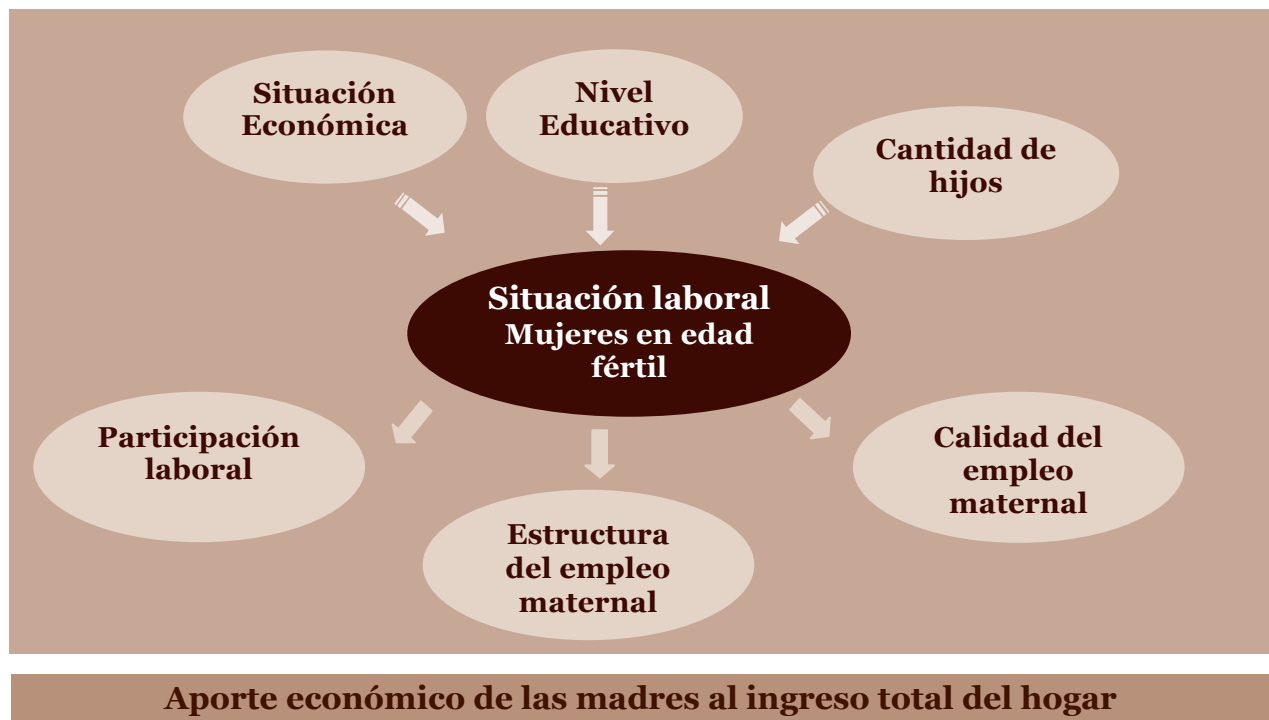 Situación
Económica
Nivel
Educativo
Cantidad de
hijos
Situación laboral
Mujeres en edad
fértil
Participación
laboral
Estructura
del empleo
maternal
Calidad del
empleo
maternal
Aporte económico de las madres al ingreso total del hogar